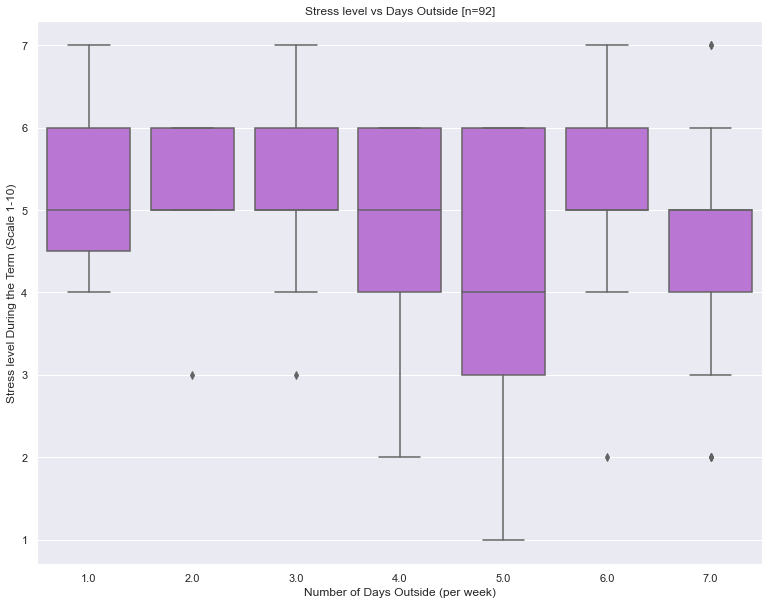 Stress level vs Days Outside [n=92]
Stress level During the Term (Scale 1-10)
7
6
5
4
3
2
1
1.0 2.0 3.0 4.0 5.0 6.0 7.0
Number of Days Outside (per week)